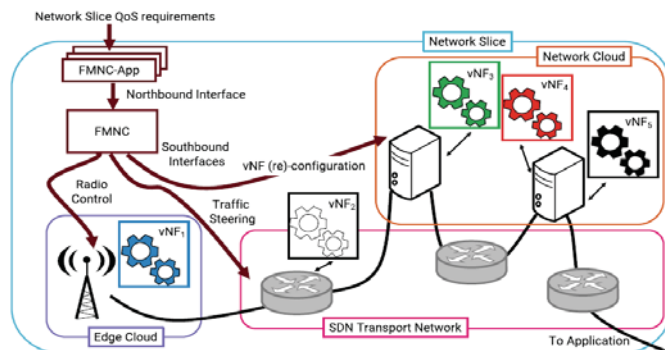 Network Slice QoS requirements
Network Slice
Network Cloud
FMNC-App
Northbound Interface
FMNC
Southbound
Interfaces
vNF (re)-configuration
Radio
Control
Traffic
Steering
vNF1
vNF2
vNF3
vNF4
vNF5
Edge Cloud
SDN Transport Network
To Application